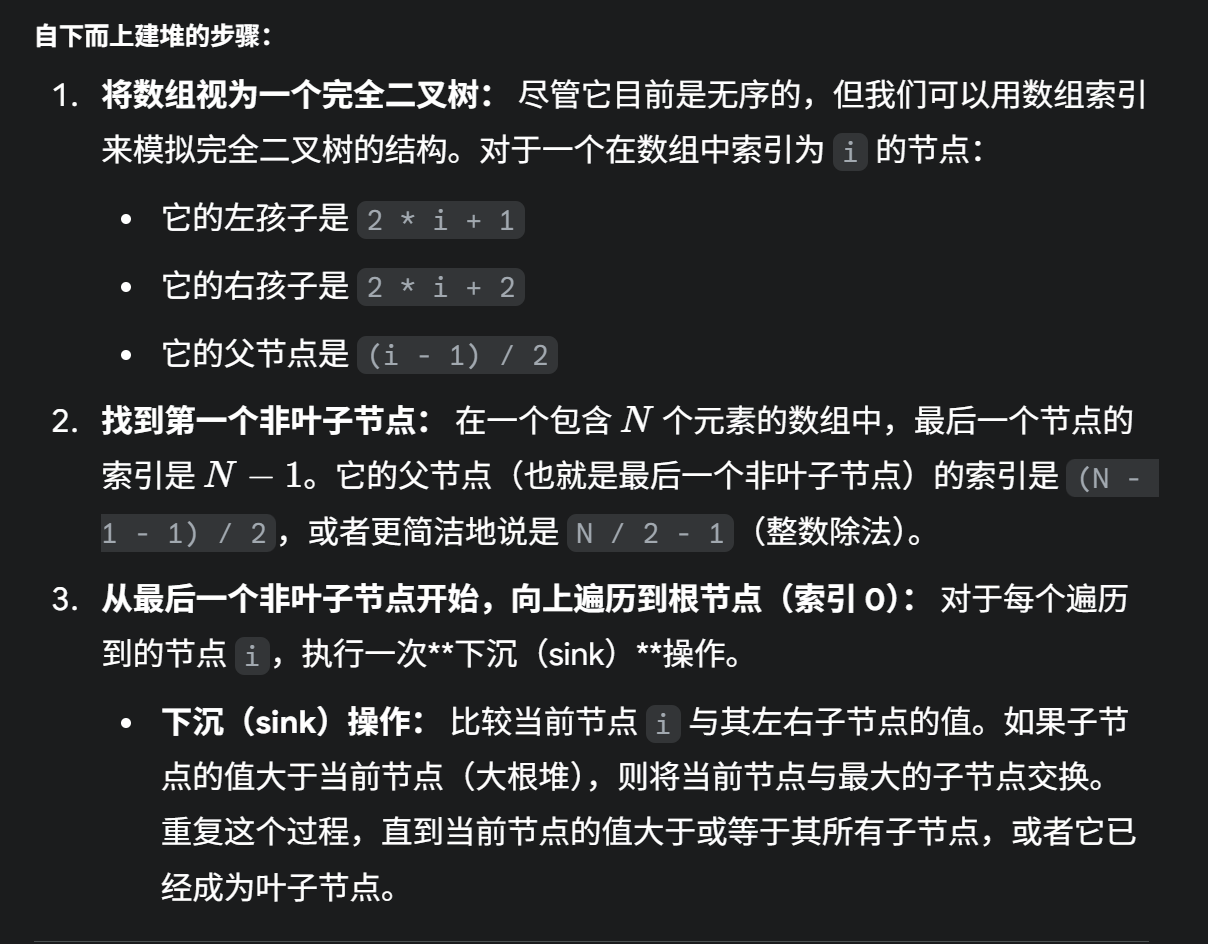 自下而上建堆的步骤：
1. 将数组视为一个完全二叉树： 尽管它目前是无序的，但我们可以用数组索引
来模拟完全二叉树的结构。对于一个在数组中索引为 i 的节点：
• 它的左孩子是 2 * i + 1
• 它的右孩子是 2 * i + 2
• 它的父节点是 (i - 1) / 2
2. 找到第一个非叶子节点： 在一个包含 N 个元素的数组中，最后一个节点的
索引是 N − 1。它的父节点（也就是最后一个非叶子节点）的索引是 (N -
1 - 1) / 2，或者更简洁地说是 N / 2 - 1（整数除法）。
3. 从最后一个非叶子节点开始，向上遍历到根节点（索引 0）： 对于每个遍历
到的节点 i，执行一次**下沉（sink）**操作。
• 下沉（sink）操作： 比较当前节点 i 与其左右子节点的值。如果子节
点的值大于当前节点（大根堆），则将当前节点与最大的子节点交换。
重复这个过程，直到当前节点的值大于或等于其所有子节点，或者它已
经成为叶子节点。